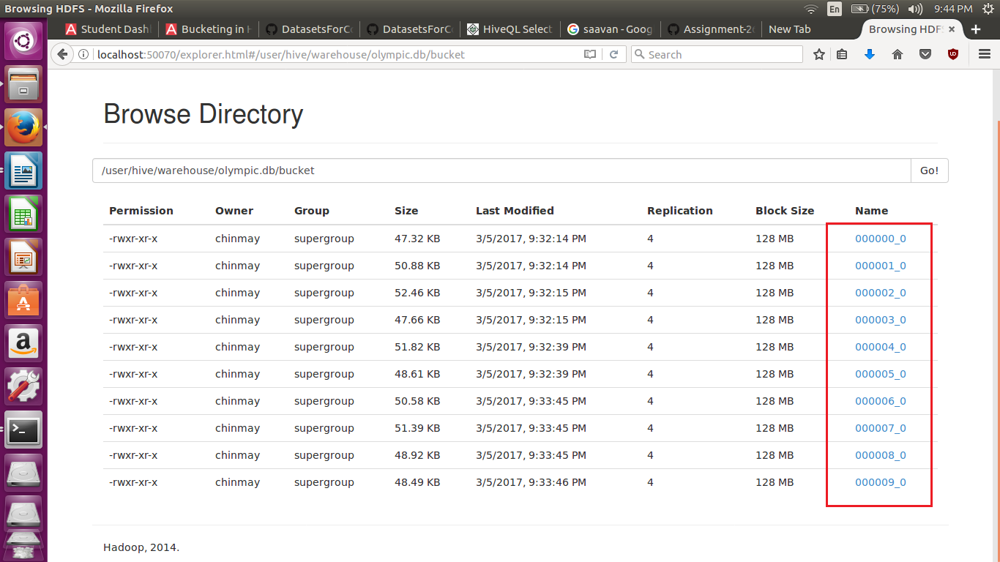 Browsing HDFS - Mozilla Firefox
En (75%) 9:44 PM
Student Dash Bucketing in H DatasetsForCo DatasetsForCo HiveQL Select saavan - Goog Assignment-26 New Tab Browsing HDFS
localhost:50070/explorer.html#/user/hive/warehouse/olympic.db/bucket Search
Browse Directory
/user/hive/warehouse/olympic.db/bucket Go!
Permission Owner Group Size Last Modified Replication Block Size Name
-rwxr-xr-x chinmay supergroup 47.32 KB 3/5/2017, 9:32:14 PM 4 128 MB 000000_0
-rwxr-xr-x chinmay supergroup 50.88 KB 3/5/2017, 9:32:14 PM 4 128 MB 000001_0
-rwxr-xr-x chinmay supergroup 52.46 KB 3/5/2017, 9:32:15 PM 4 128 MB 000002_0
-rwxr-xr-x chinmay supergroup 47.66 KB 3/5/2017, 9:32:15 PM 4 128 MB 000003_0
-rwxr-xr-x chinmay supergroup 51.82 KB 3/5/2017, 9:32:39 PM 4 128 MB 000004_0
-rwxr-xr-x chinmay supergroup 48.61 KB 3/5/2017, 9:32:39 PM 4 128 MB 000005_0
-rwxr-xr-x chinmay supergroup 50.58 KB 3/5/2017, 9:33:45 PM 4 128 MB 000006_0
-rwxr-xr-x chinmay supergroup 51.39 KB 3/5/2017, 9:33:45 PM 4 128 MB 000007_0
-rwxr-xr-x chinmay supergroup 48.92 KB 3/5/2017, 9:33:45 PM 4 128 MB 000008_0
-rwxr-xr-x chinmay supergroup 48.49 KB 3/5/2017, 9:33:46 PM 4 128 MB 000009_0
Hadoop, 2014.